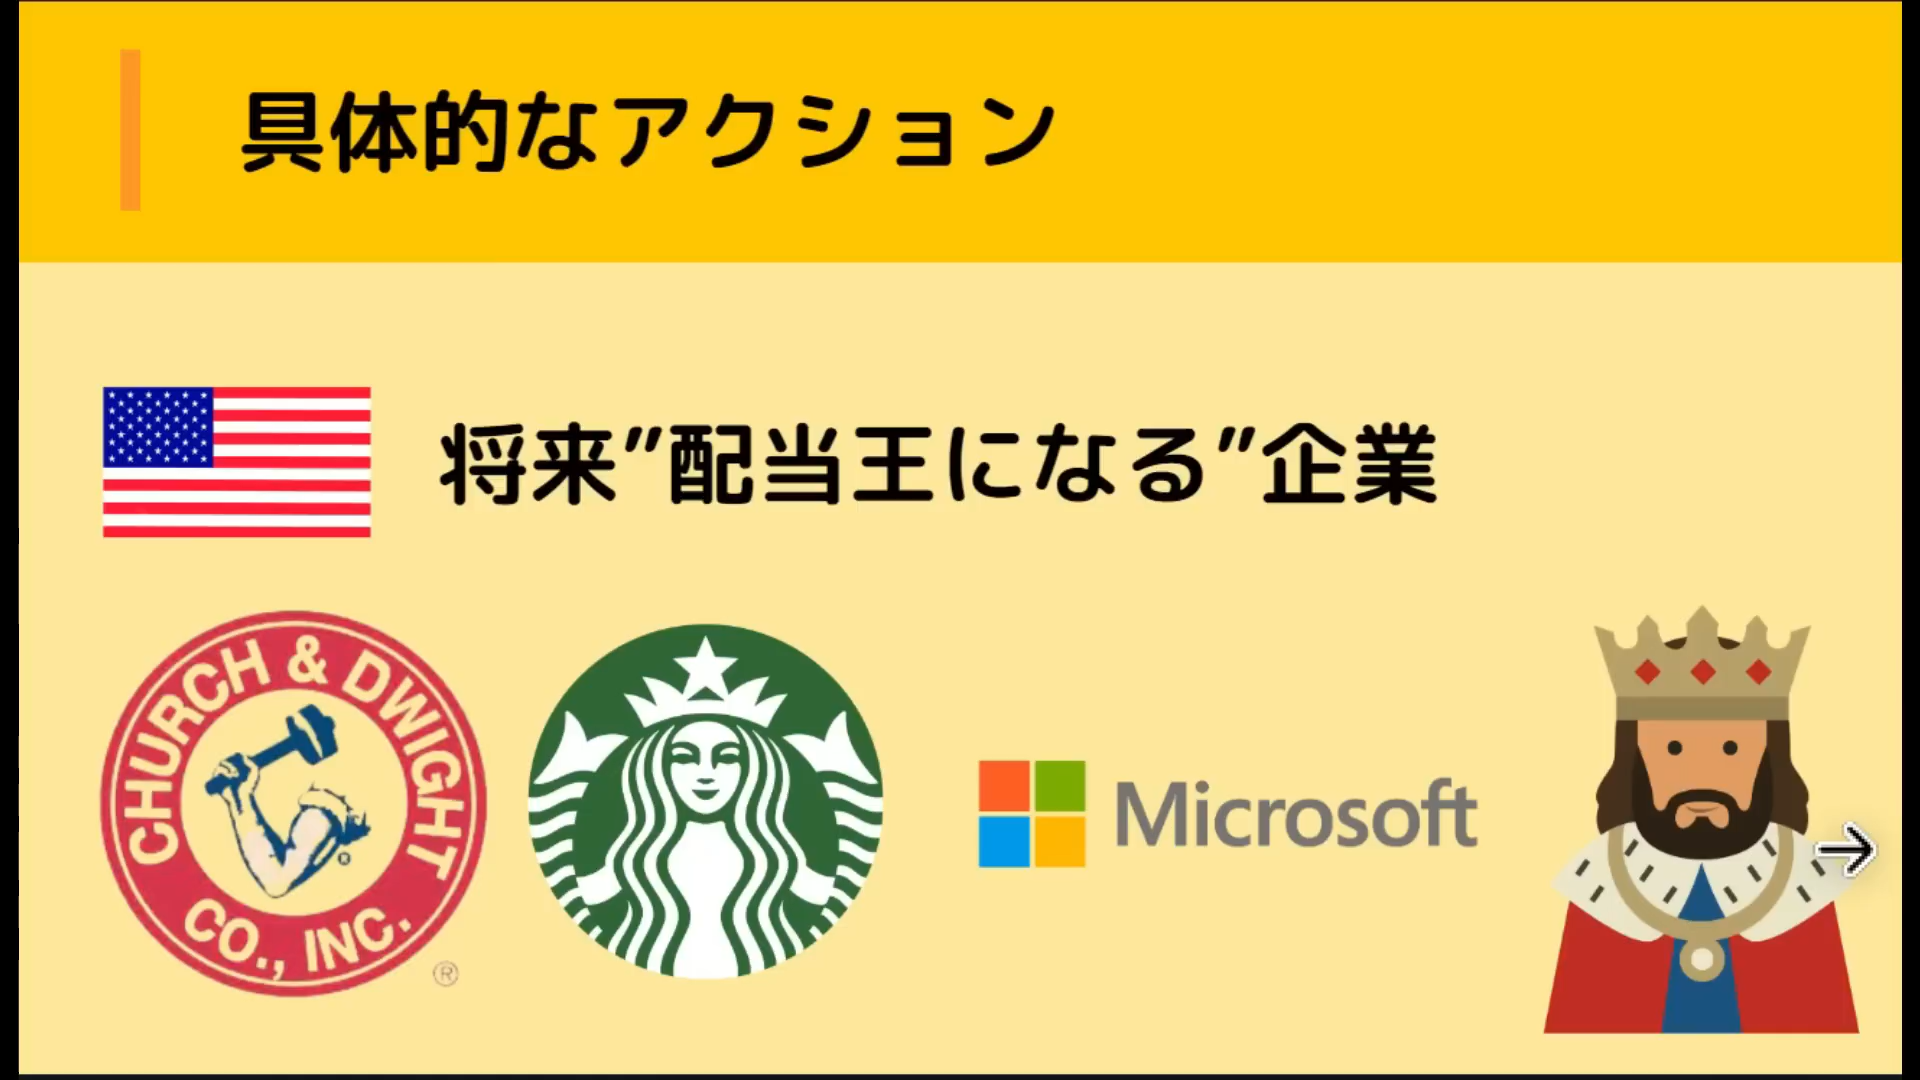 具体的なアクション
将来”配当王になる”企業
CHURCH & DWIGHT
CO., INC.
®
®
Microsoft